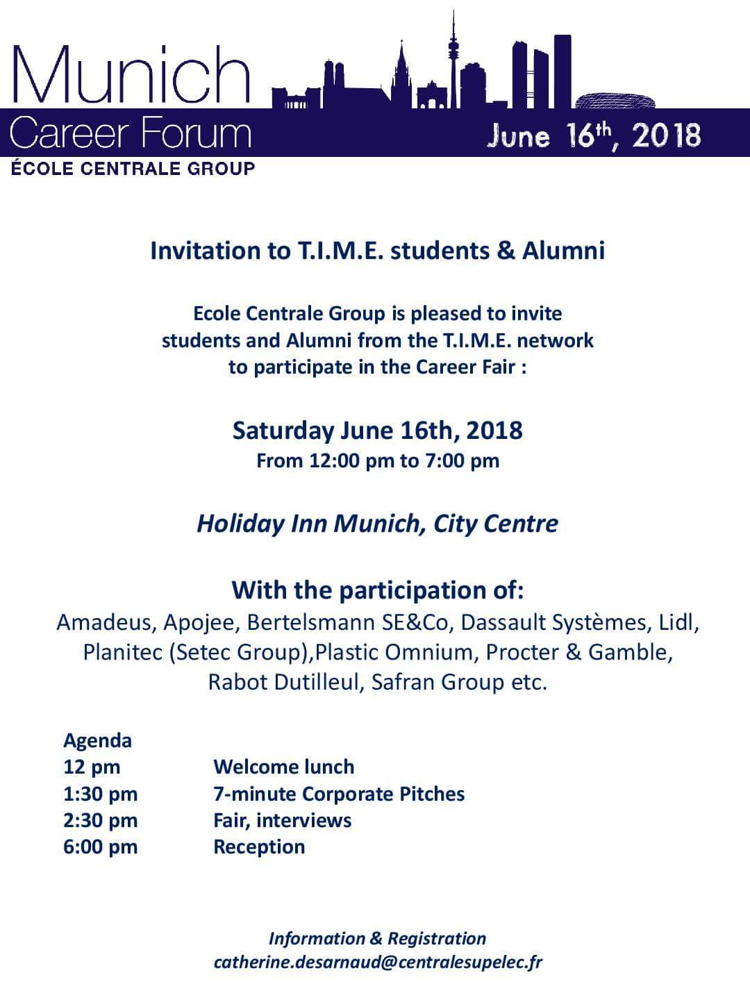 Munich
Career Forum
June 16th, 2018
ÉCOLE CENTRALE GROUP
Invitation to T.I.M.E. students & Alumni
Ecole Centrale Group is pleased to invite
students and Alumni from the T.I.M.E. network
to participate in the Career Fair :
Saturday June 16th, 2018
From 12:00 pm to 7:00 pm
Holiday Inn Munich, City Centre
With the participation of:
Amadeus, Apojee, Bertelsmann SE&Co, Dassault Systèmes, Lidl,
Planitec (Setec Group),Plastic Omnium, Procter & Gamble,
Rabot Dutilleul, Safran Group etc.
Agenda
12 pm Welcome lunch
1:30 pm 7-minute Corporate Pitches
2:30 pm Fair, interviews
6:00 pm Reception
Information & Registration
catherine.desarnaud@centralesupelec.fr